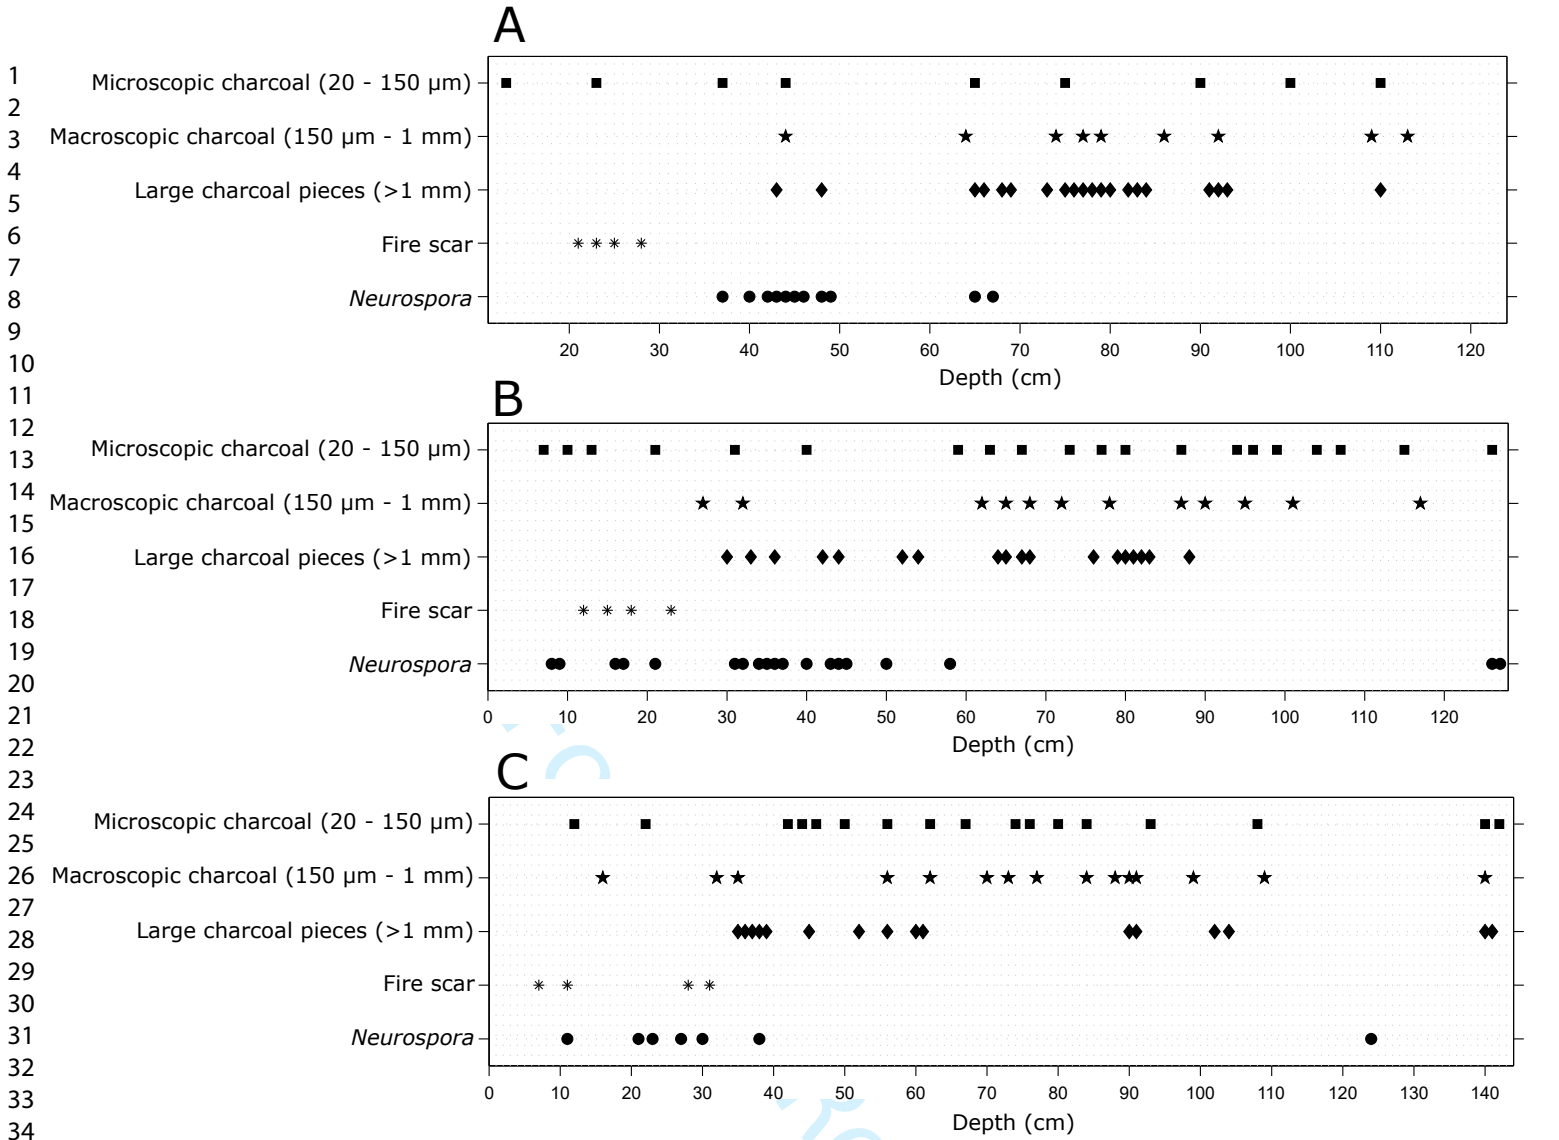 A
1
Microscopic charcoal (20 - 150 µm)
2
3
Macroscopic charcoal (150 µm - 1 mm)
4
Large charcoal pieces (>1 mm)
5
6
Fire scar
7
8
Neurospora
9
10
20 30 40 50 60 70 80 90 100 110 120
11
Depth (cm)
B
12
13
Microscopic charcoal (20 - 150 µm)
14
Macroscopic charcoal (150 µm - 1 mm)
15
16
Large charcoal pieces (>1 mm)
17
18
Fire scar
19
Neurospora
20
21
0 10 20 30 40 50 60 70 80 90 100 110 120
22
Depth (cm)
C
23
24
Microscopic charcoal (20 - 150 µm)
25
26
Macroscopic charcoal (150 µm - 1 mm)
27
28
Large charcoal pieces (>1 mm)
29
Fire scar
30
31
Neurospora
32
0 10 20 30 40 50 60 70 80 90 100 110 120 130 140
33
Depth (cm)
34